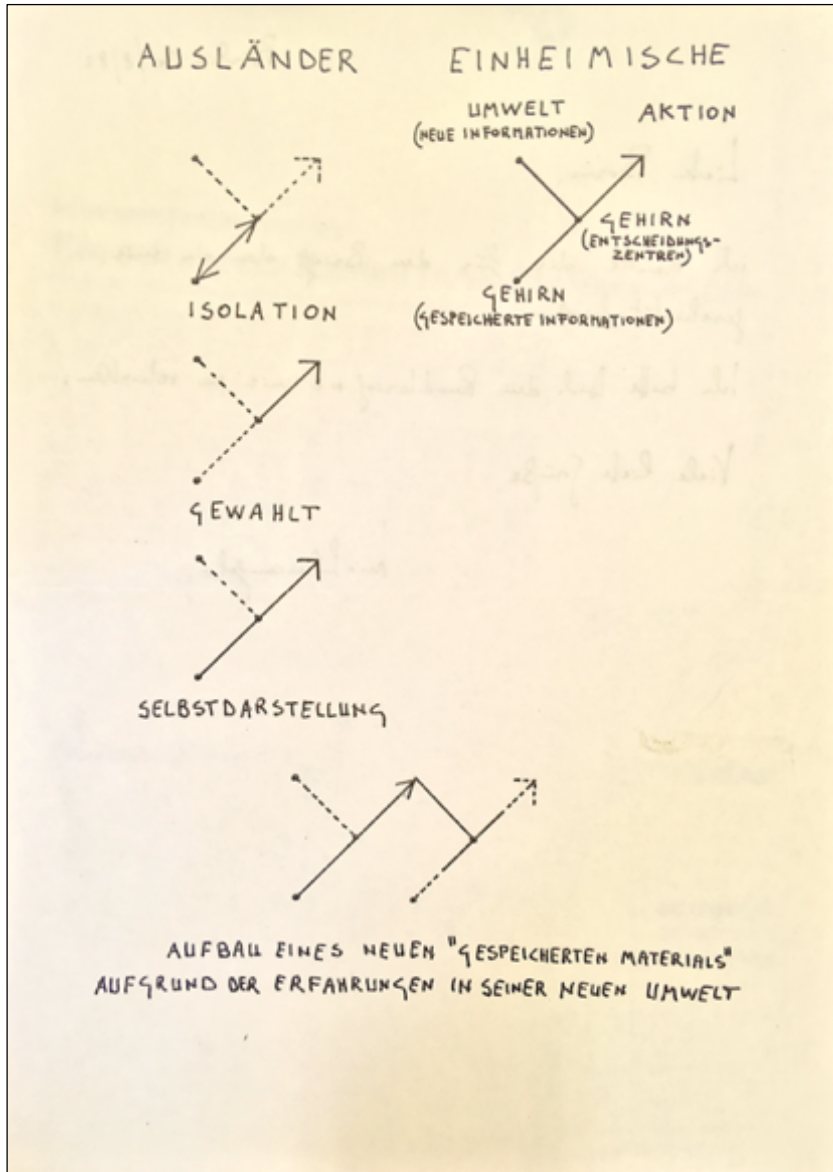 AUSLÄNDER
EINHEIMISCHE
UMWELT
(NEUE INFORMATIONEN)
AKTION
GEHIRN
(ENTSCHEIDUNGS-
ZENTREN)
GEHIRN
(GESPEICHERTE INFORMATIONEN)
ISOLATION
GEWAHLT
SELBSTDARSTELLUNG
AUFBAU EINES NEUEN "GESPEICHERTEN MATERIALS"
AUFGRUND DER ERFAHRUNGEN IN SEINER NEUEN UMWELT